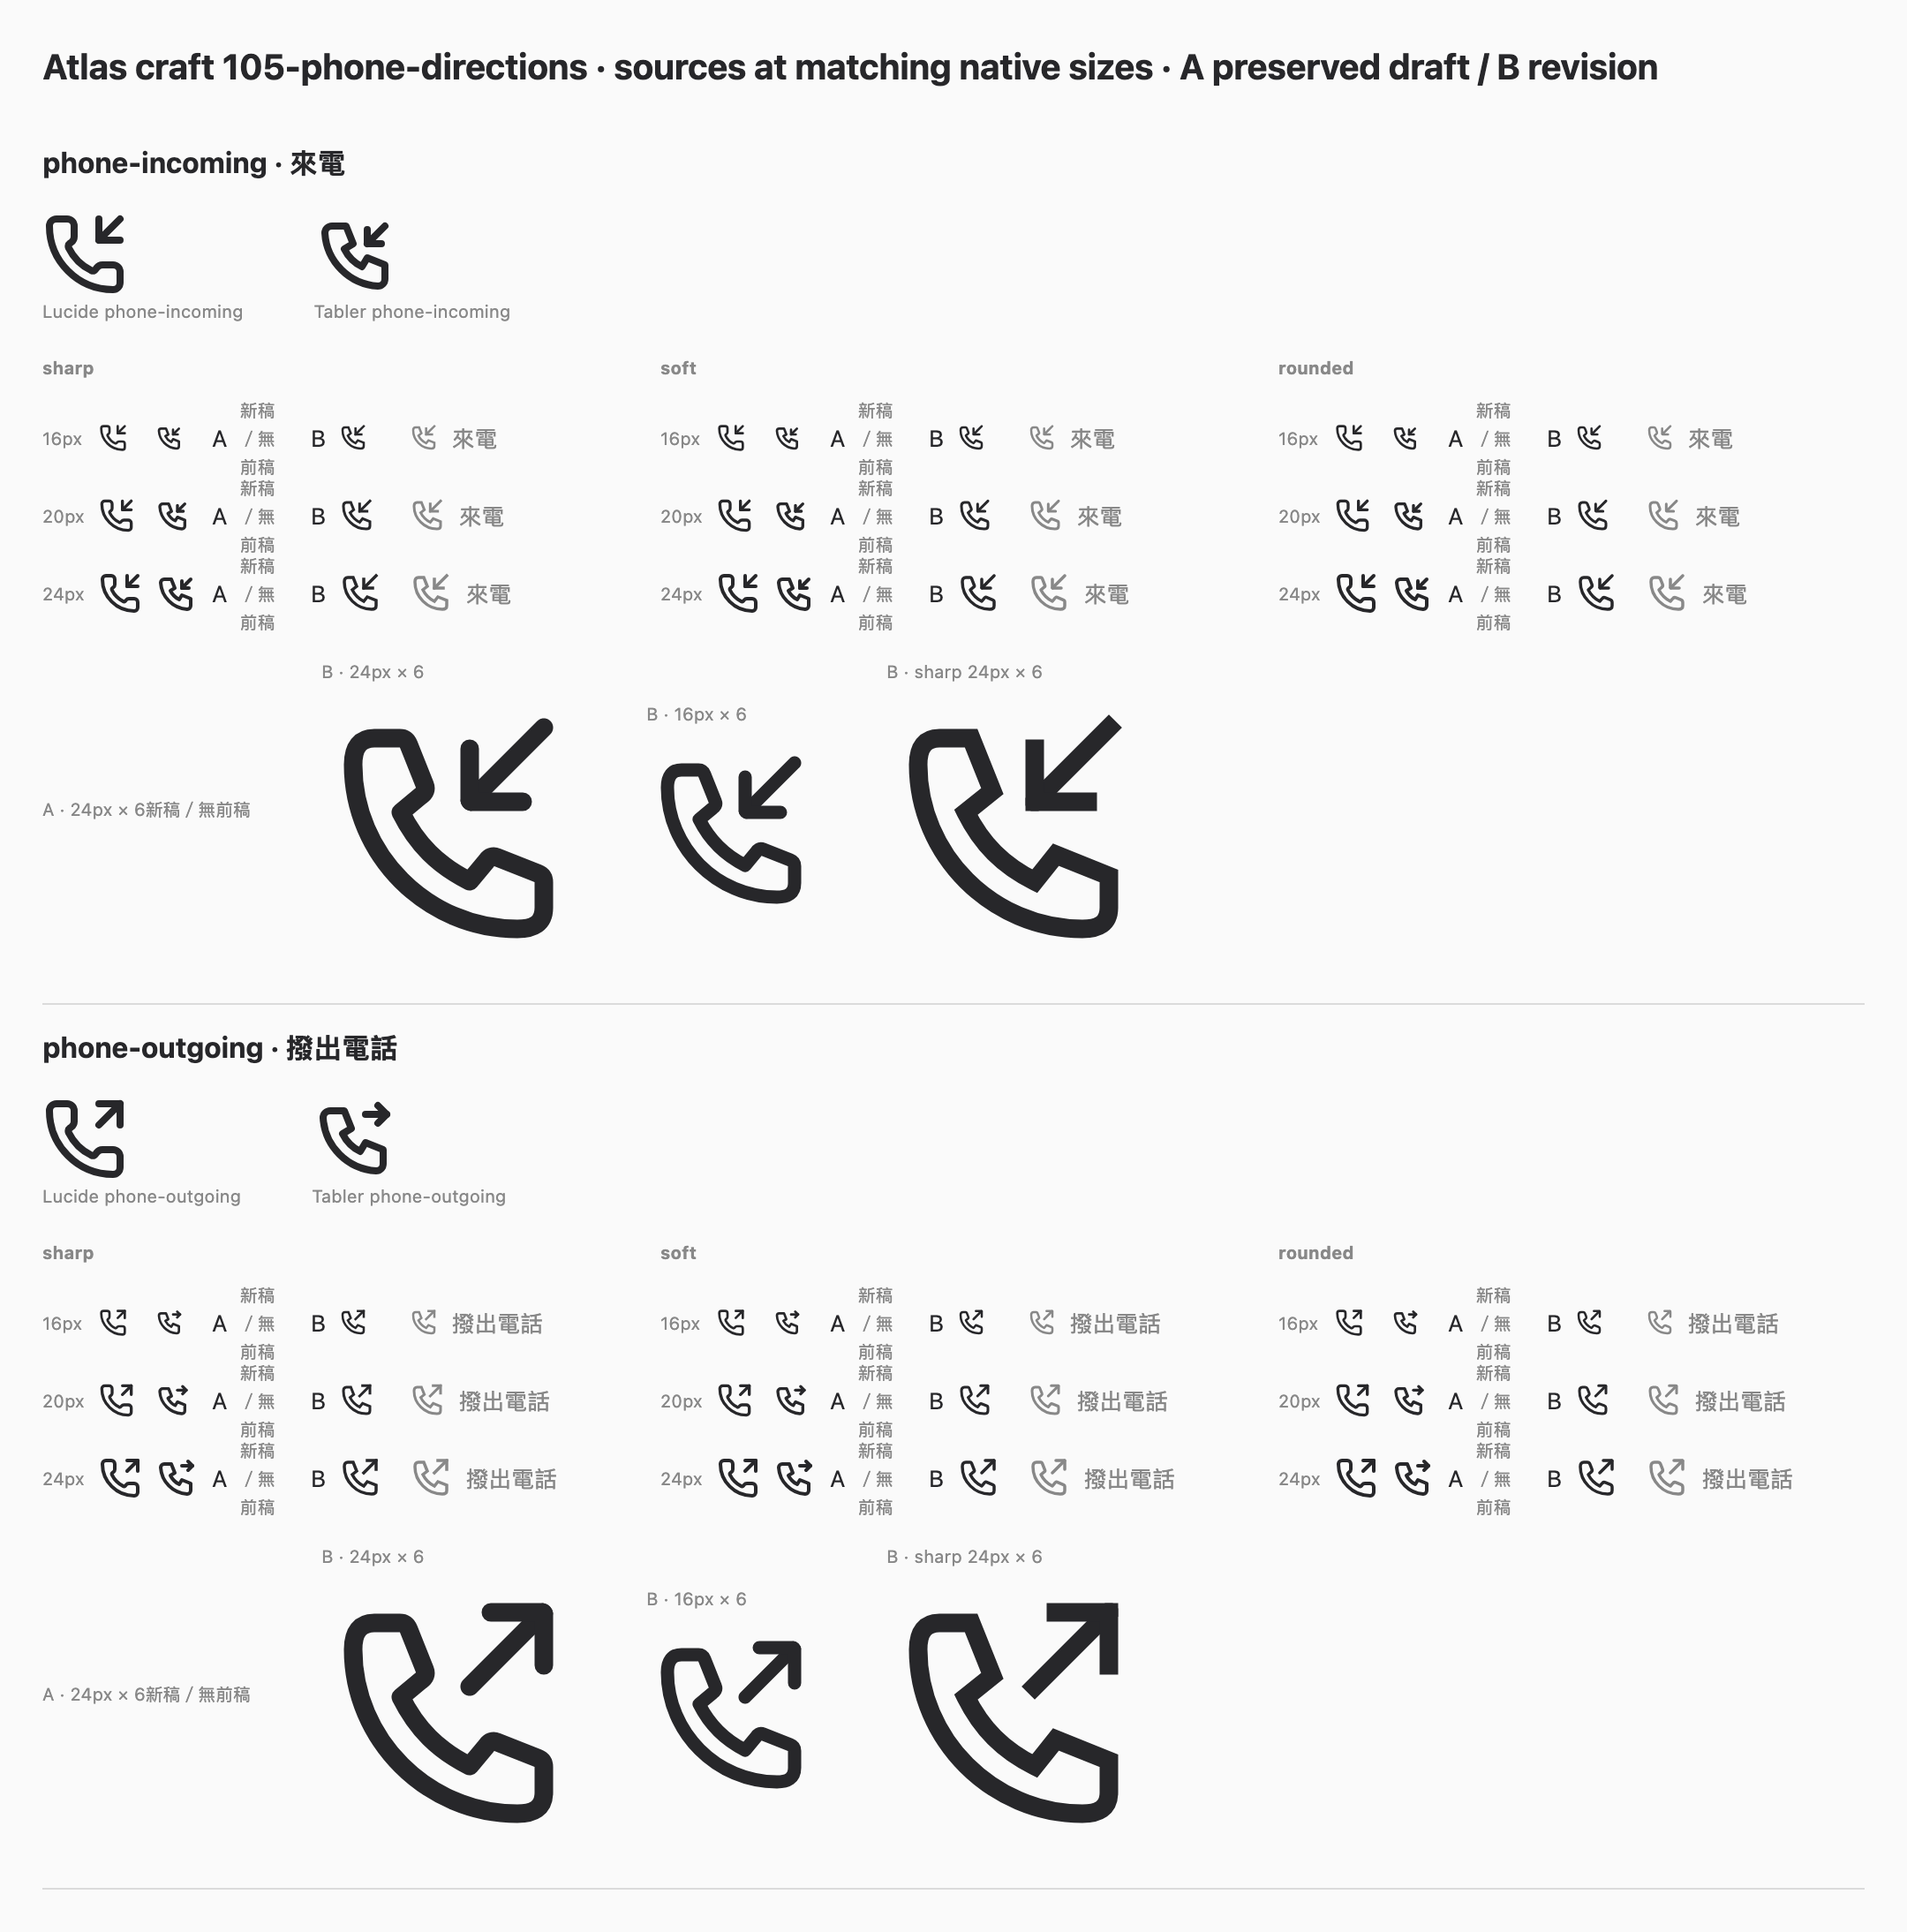 Atlas craft 105-phone-directions · sources at matching native sizes · A preserved draft / B revision
phone-incoming · 來電
Lucide phone-incoming
Tabler phone-incoming
sharp
soft
rounded
16px A 新稿 / 無前稿 B 來電
16px A 新稿 / 無前稿 B 來電
16px A 新稿 / 無前稿 B 來電
20px A 新稿 / 無前稿 B 來電
20px A 新稿 / 無前稿 B 來電
20px A 新稿 / 無前稿 B 來電
24px A 新稿 / 無前稿 B 來電
24px A 新稿 / 無前稿 B 來電
24px A 新稿 / 無前稿 B 來電
A · 24px × 6新稿 / 無前稿
B · 24px × 6
B · 16px × 6
B · sharp 24px × 6
phone-outgoing · 撥出電話
Lucide phone-outgoing
Tabler phone-outgoing
sharp
soft
rounded
16px A 新稿 / 無前稿 B 撥出電話
16px A 新稿 / 無前稿 B 撥出電話
16px A 新稿 / 無前稿 B 撥出電話
20px A 新稿 / 無前稿 B 撥出電話
20px A 新稿 / 無前稿 B 撥出電話
20px A 新稿 / 無前稿 B 撥出電話
24px A 新稿 / 無前稿 B 撥出電話
24px A 新稿 / 無前稿 B 撥出電話
24px A 新稿 / 無前稿 B 撥出電話
A · 24px × 6新稿 / 無前稿
B · 24px × 6
B · 16px × 6
B · sharp 24px × 6